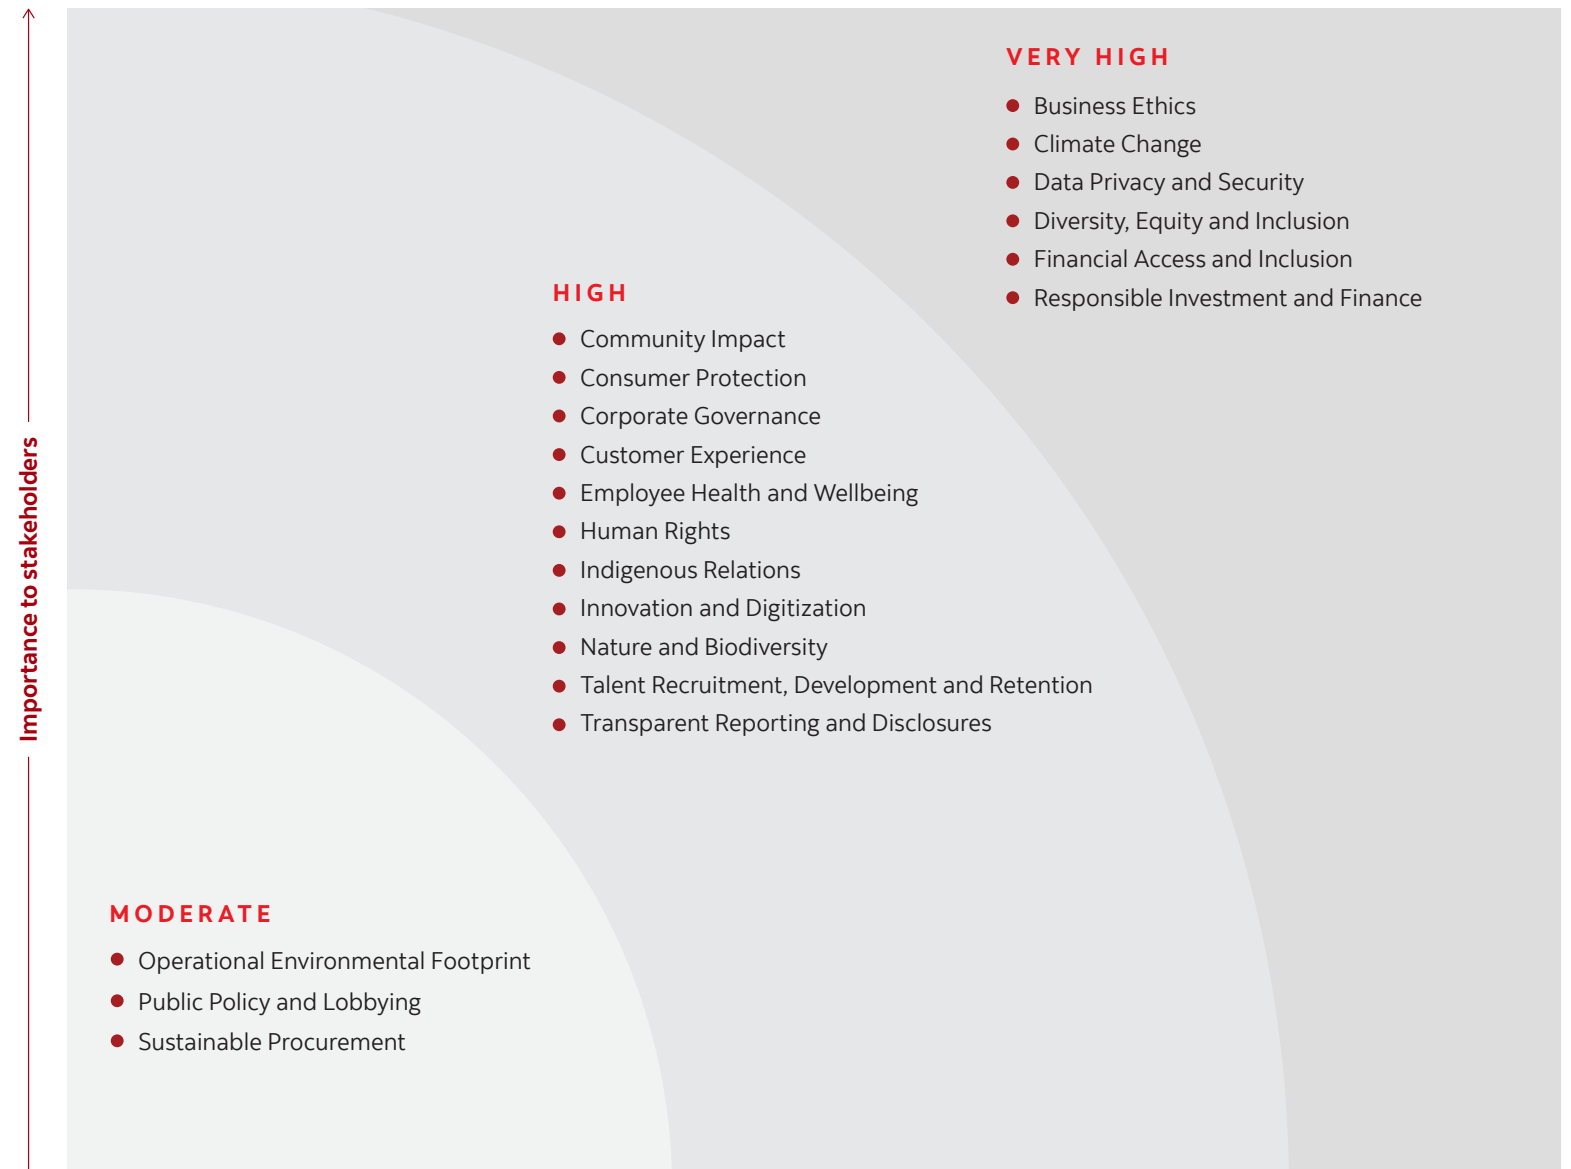 Importance to stakeholders
VERY HIGH
Business Ethics
Climate Change
Data Privacy and Security
Diversity, Equity and Inclusion
Financial Access and Inclusion
Responsible Investment and Finance
HIGH
Community Impact
Consumer Protection
Corporate Governance
Customer Experience
Employee Health and Wellbeing
Human Rights
Indigenous Relations
Innovation and Digitization
Nature and Biodiversity
Talent Recruitment, Development and Retention
Transparent Reporting and Disclosures
MODERATE
Operational Environmental Footprint
Public Policy and Lobbying
Sustainable Procurement